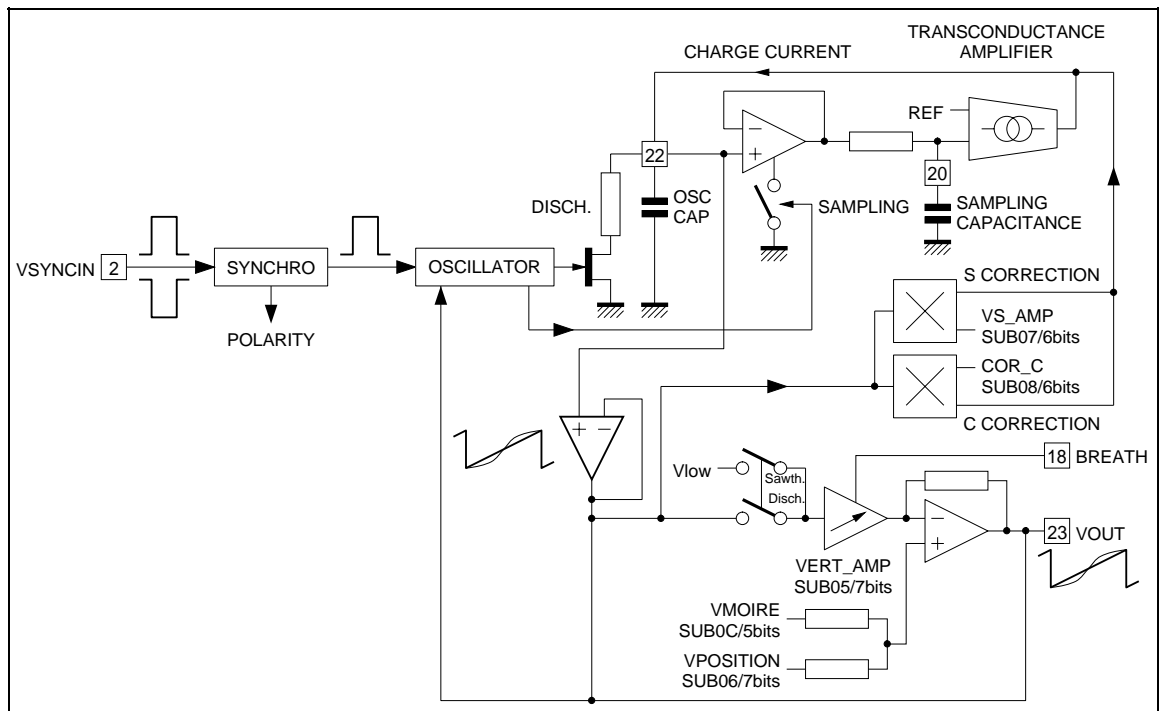 TRANSCONDUCTANCE
AMPLIFIER
CHARGE CURRENT
REF
22
20
DISCH.
OSC
CAP
SAMPLING
SAMPLING
CAPACITANCE
VSYNCIN 2
SYNCHRO
OSCILLATOR
POLARITY
S CORRECTION
VS_AMP
SUB07/6bits
COR_C
SUB08/6bits
C CORRECTION
18 BREATH
Vlow
Sawth.
Disch.
23 VOUT
VERT_AMP
SUB05/7bits
VMOIRE
SUB0C/5bits
VPOSITION
SUB06/7bits